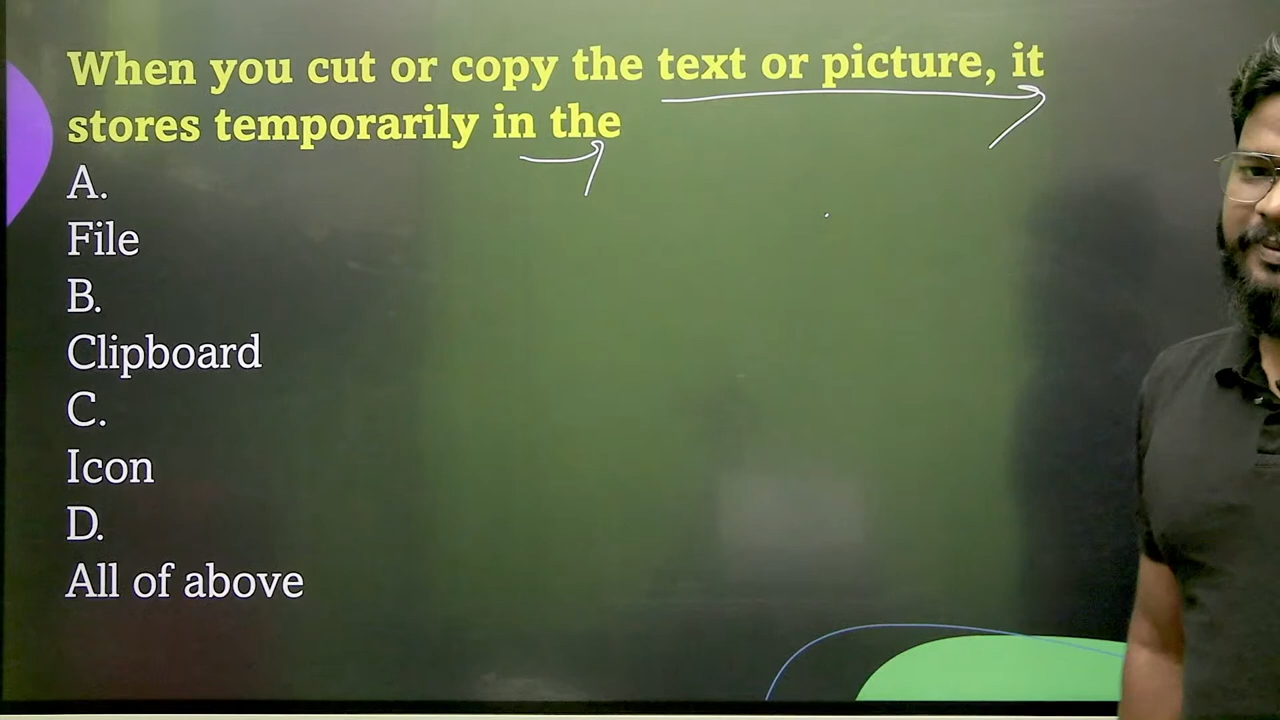 When you cut or copy the text or picture, it
stores temporarily in the
A.
File
B.
Clipboard
C.
Icon
D.
All of above